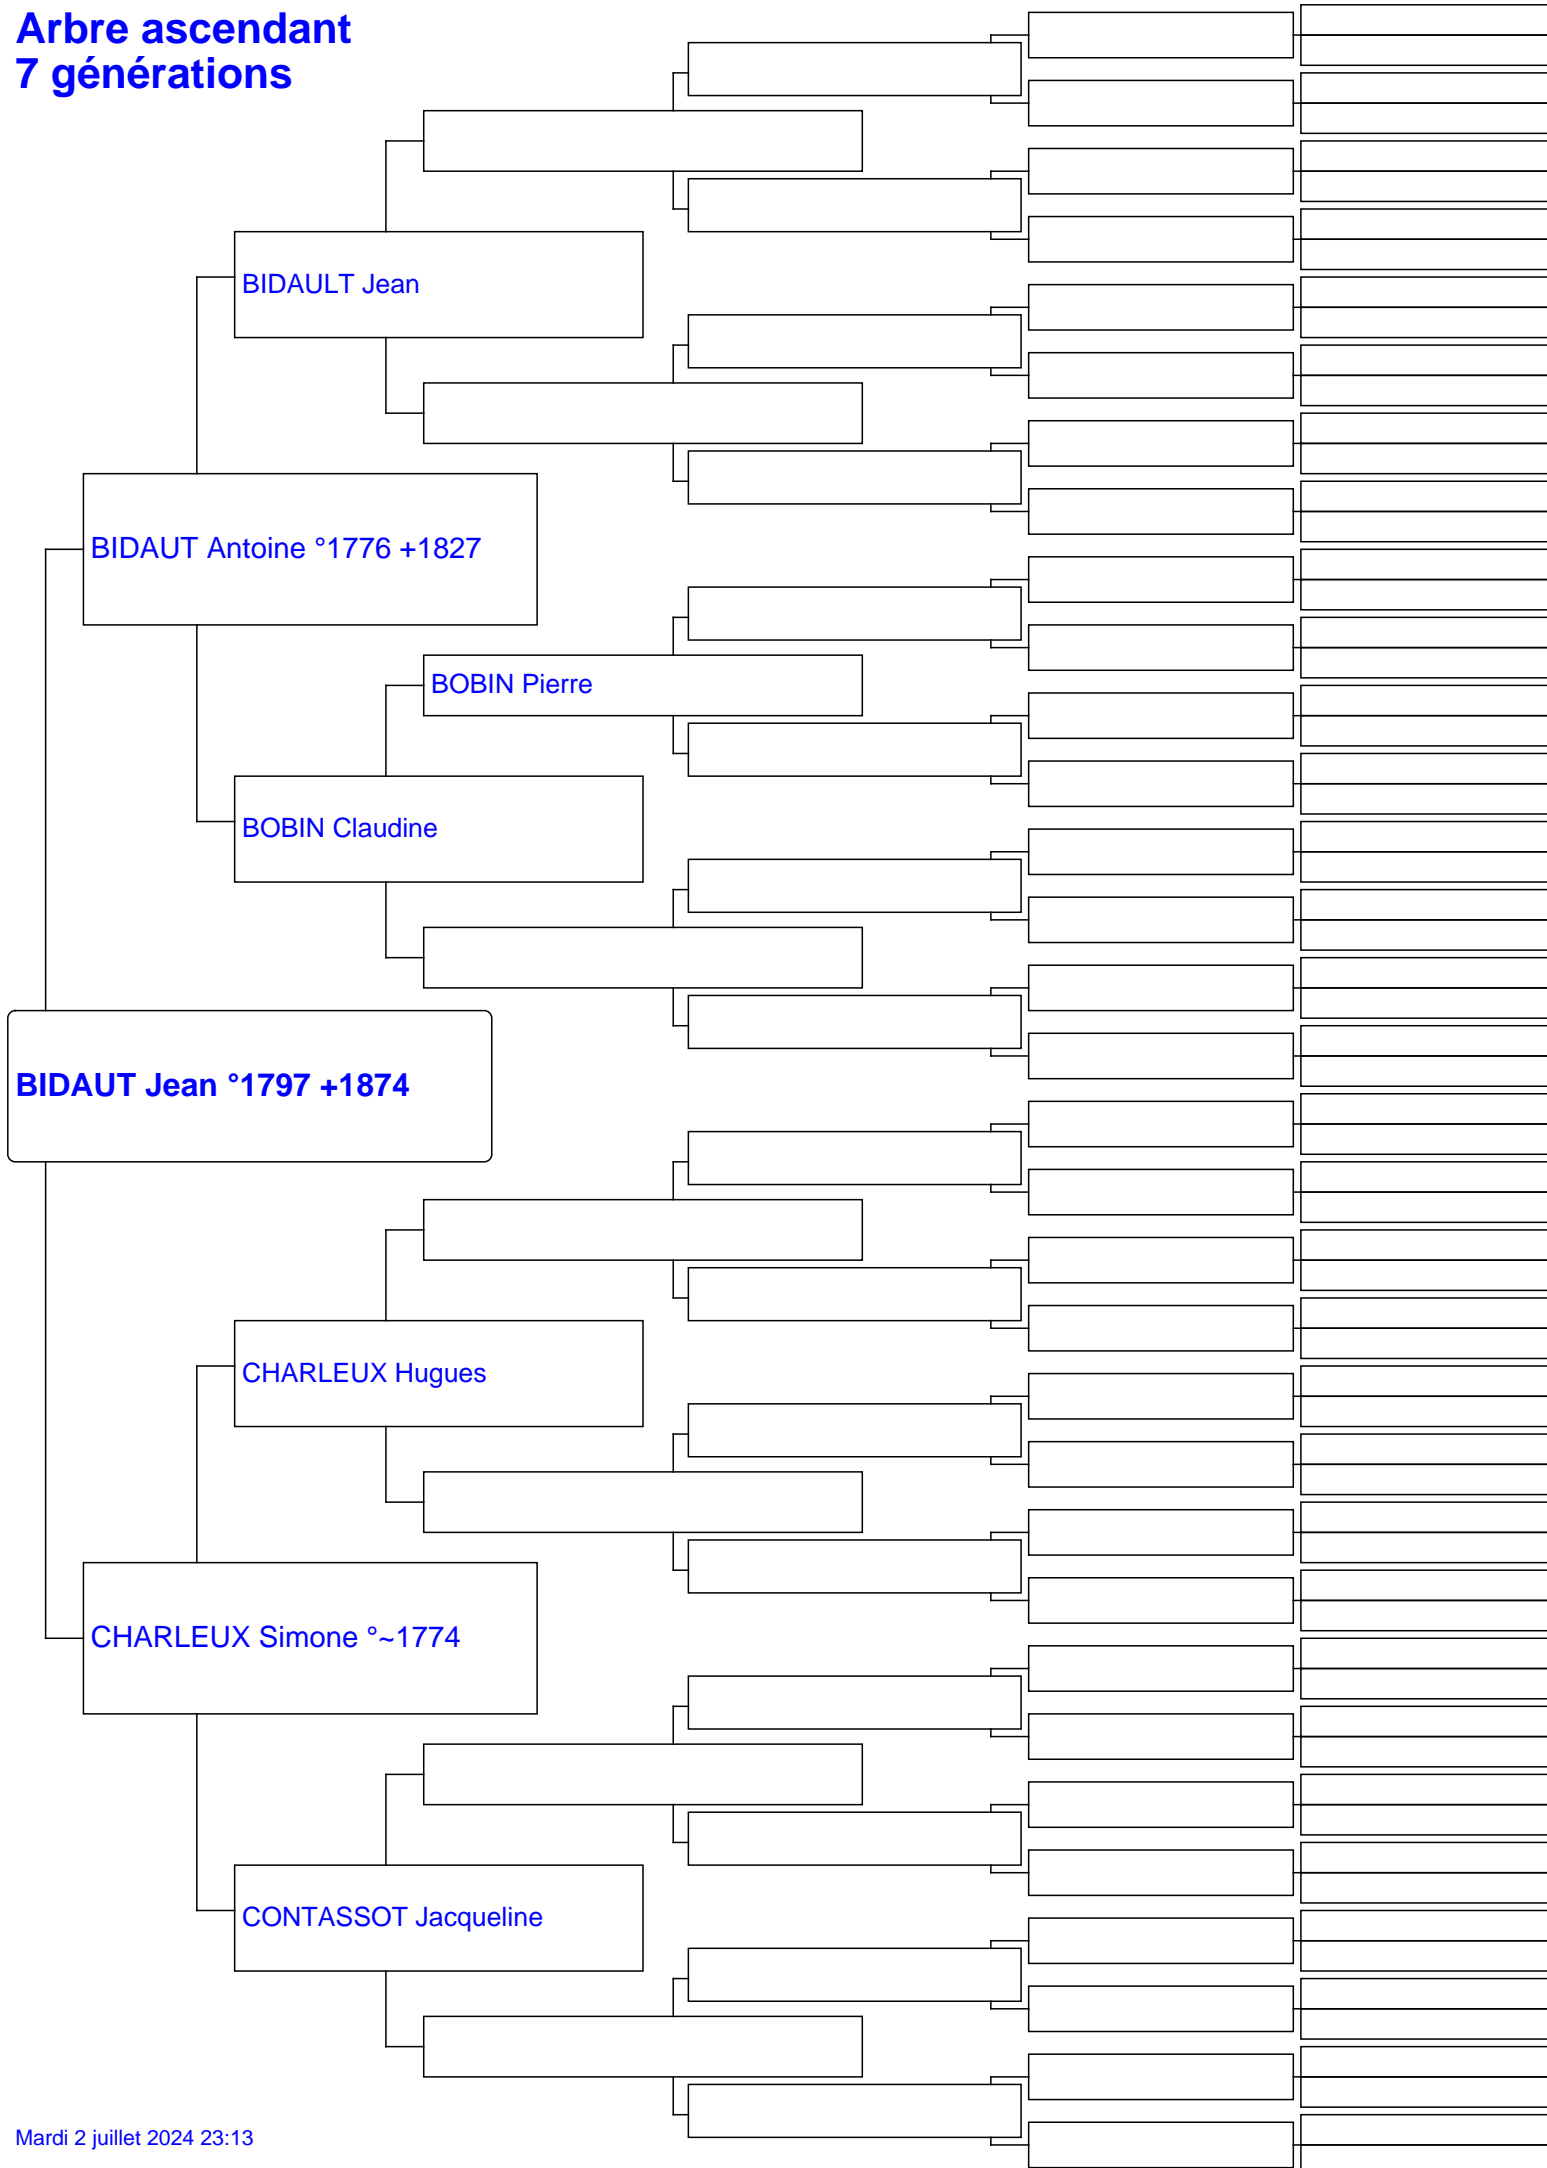 Arbre ascendant
7 générations
BIDAULT Jean
BIDAUT Antoine °1776 +1827
BOBIN Pierre
BOBIN Claudine
BIDAUT Jean °1797 +1874
CHARLEUX Hugues
CHARLEUX Simone °~1774
CONTASSOT Jacqueline
Mardi 2 juillet 2024 23:13